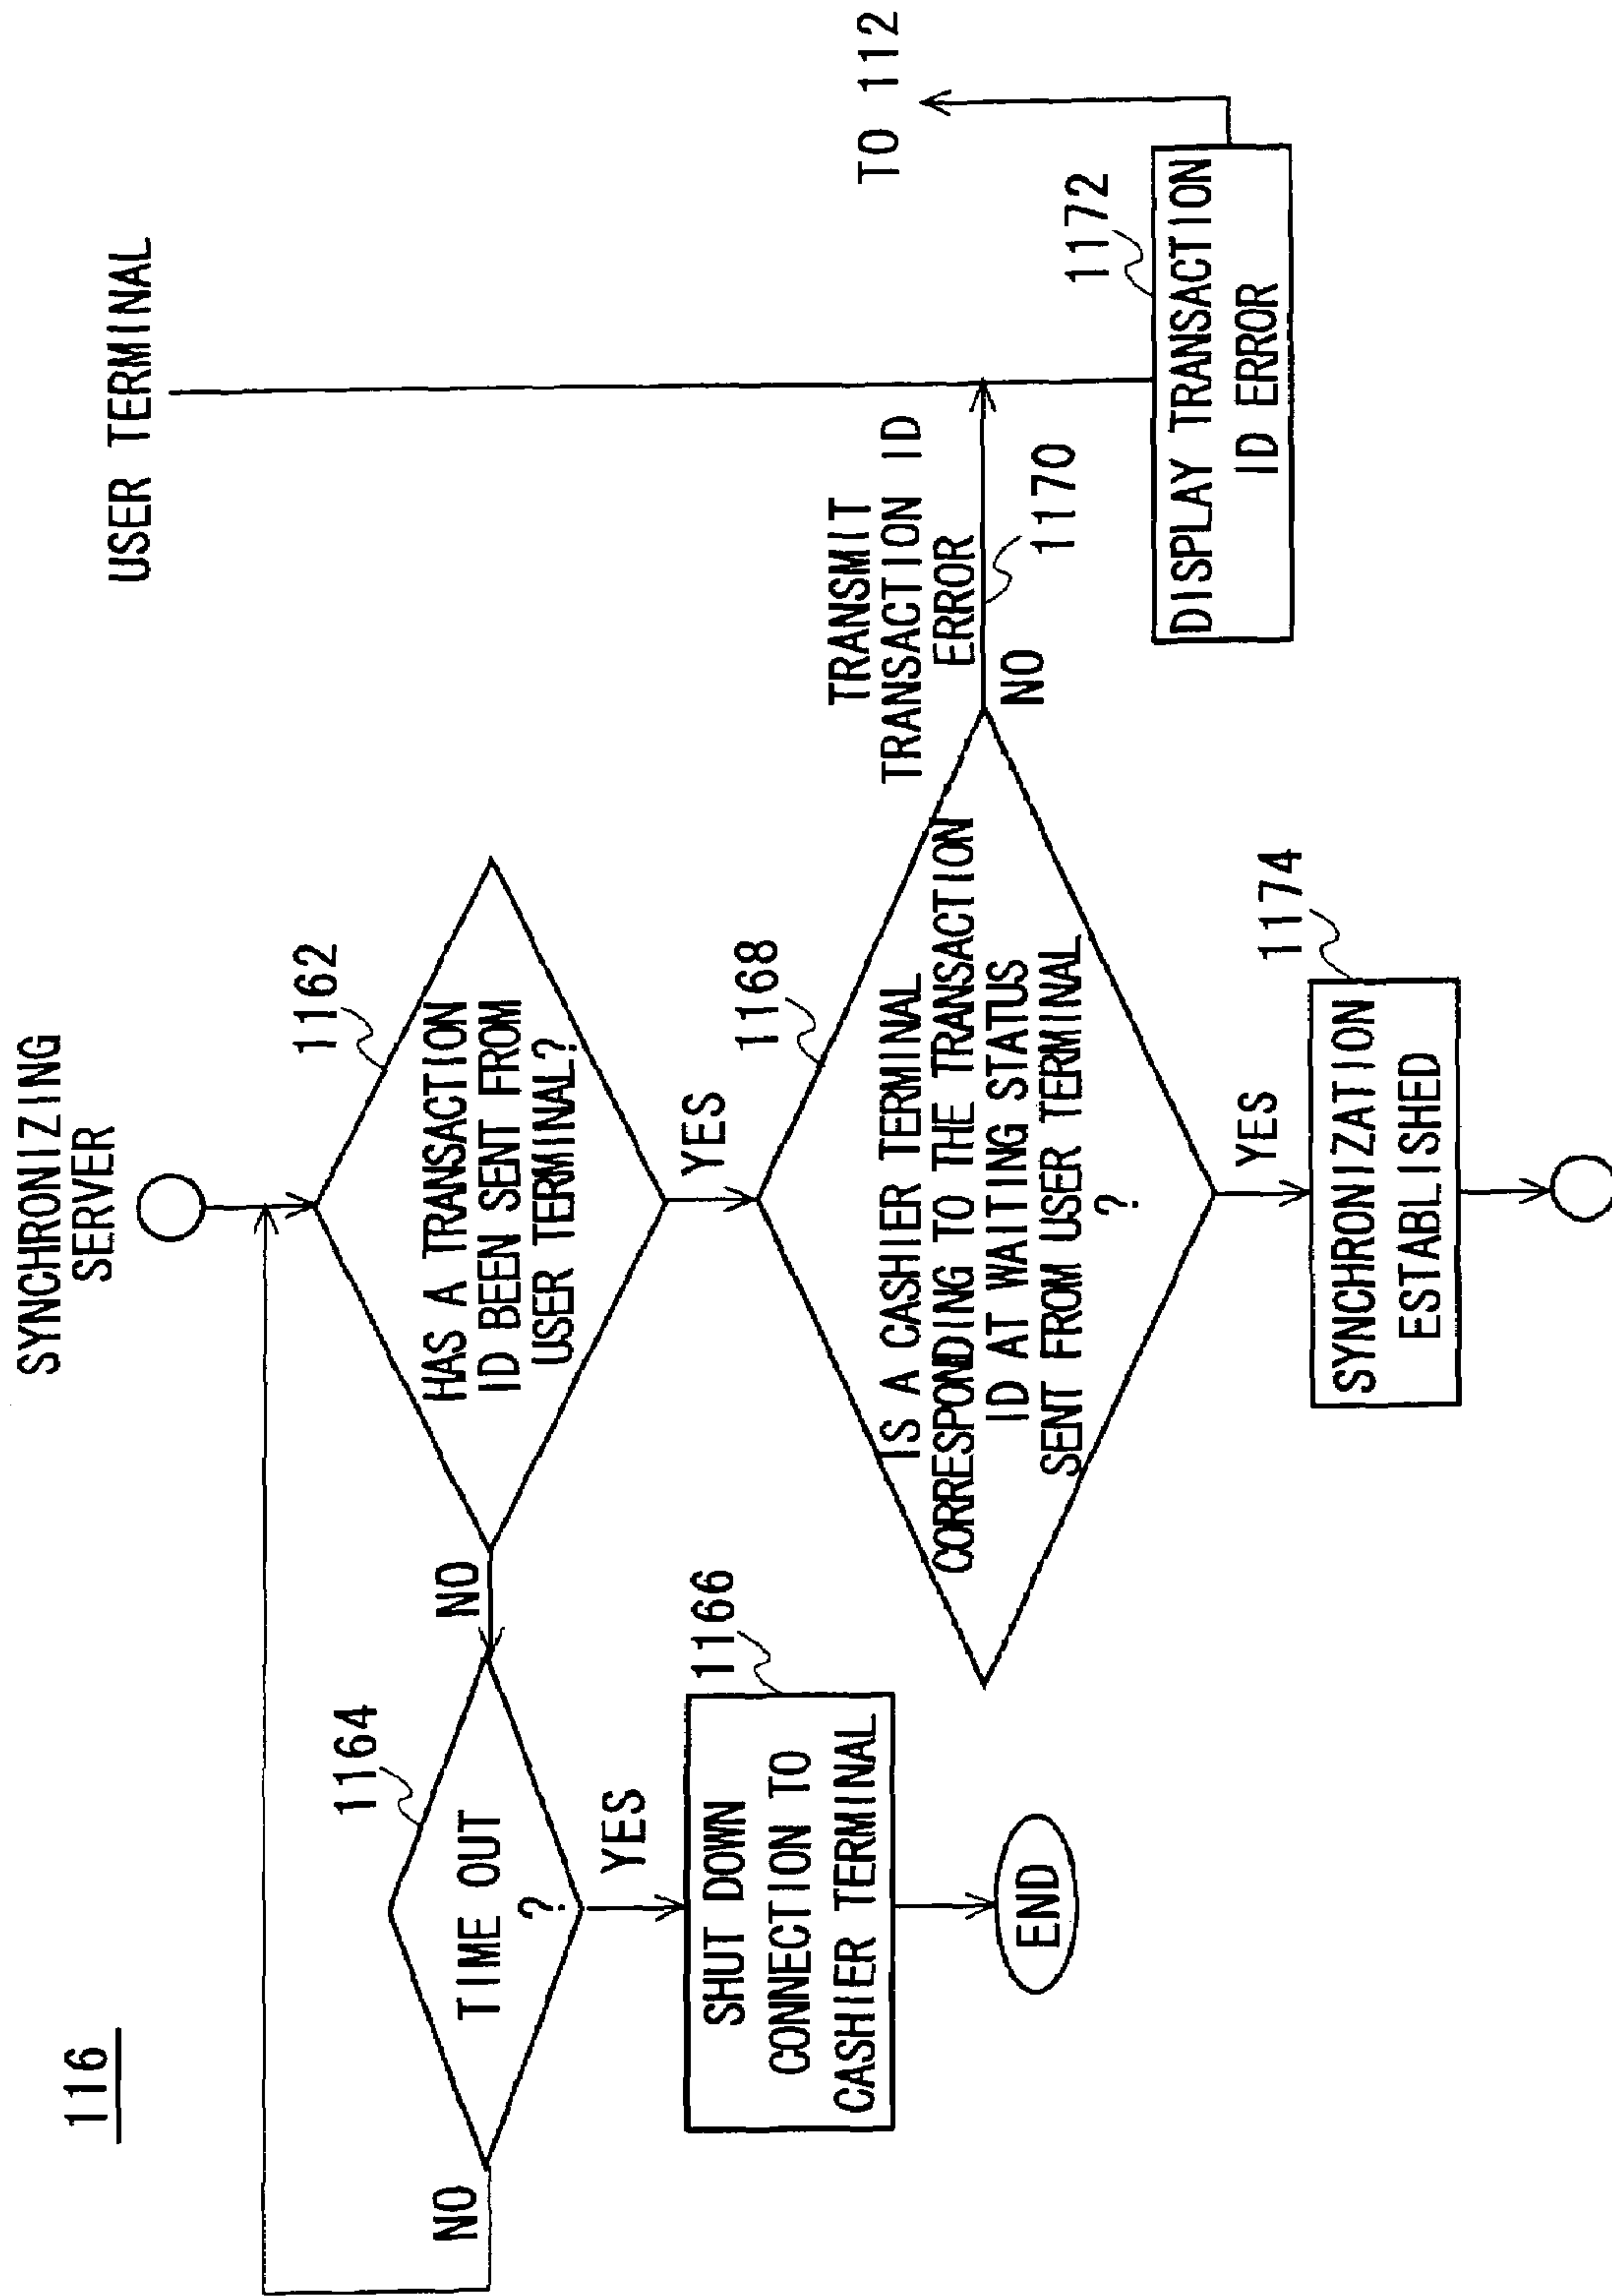 116
SYNCHRONIZING
SERVER
USER TERMINAL
1162
HAS A TRANSACTION
ID BEEN SENT FROM
USER TERMINAL?
NO
YES
1164
TIME OUT
?
NO
YES
1166
SHUT DOWN
CONNECTION TO
CASHIER TERMINAL
END
1168
IS A CASHIER TERMINAL
CORRESPONDING TO THE TRANSACTION
ID AT WAITING STATUS
SENT FROM USER TERMINAL
?
TRANSMIT
TRANSACTION ID
ERROR
NO
1170
TO 112
1172
DISPLAY TRANSACTION
ID ERROR
YES
1174
SYNCHRONIZATION
ESTABLISHED